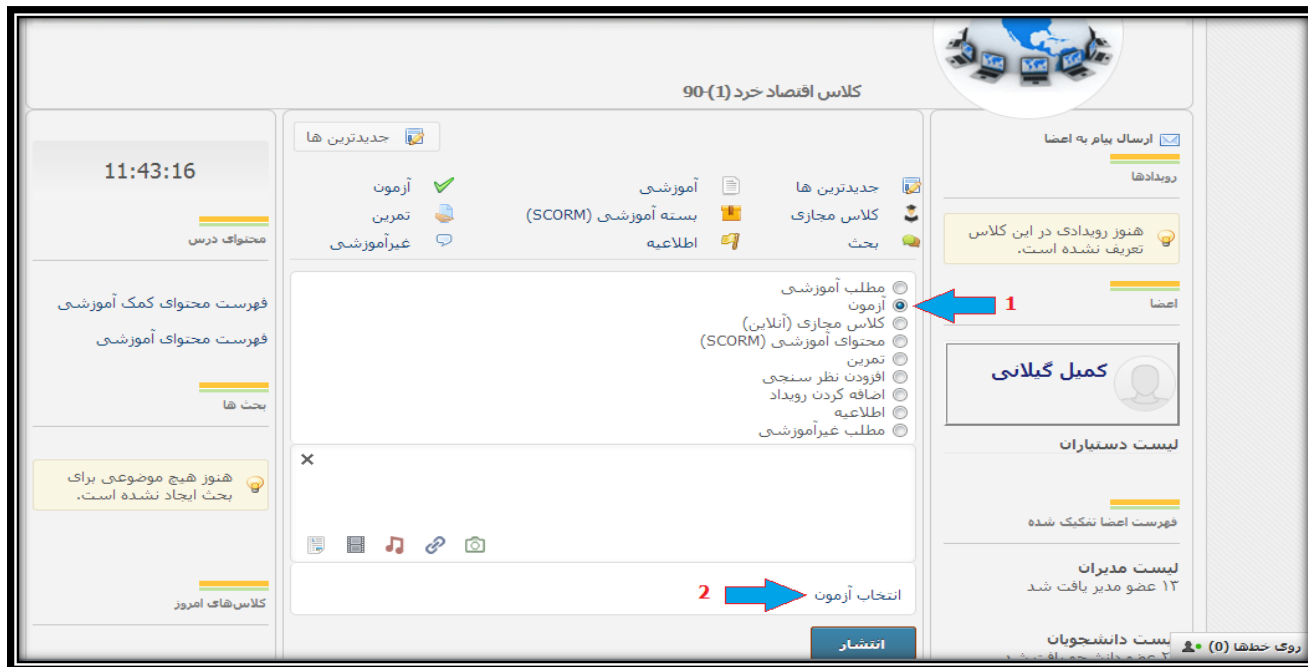 کلاس اقتصاد خرد (1)-90
ارسال پیام به اعضا
رویدادها
هنوز رویدادی در این کلاس
تعریف نشده است.
اعضا
کمیل گیلانی
لیست دستیاران
فهرست اعضا تفکیک شده
لیست مدیران
۱۳ عضو مدیر یافت شد
لیست دانشجویان
جدیدترین ها
جدیدترین ها
آموزشی
آزمون
کلاس مجازی
بسته آموزشی (SCORM)
تمرین
بحث
اطلاعیه
غیرآموزشی
مطلب آموزشی
آزمون
1
کلاس مجازی (آنلاین)
محتوای آموزشی (SCORM)
تمرین
افزودن نظر سنجی
اضافه کردن رویداد
اطلاعیه
مطلب غیرآموزشی
انتخاب آزمون
2
انتشار
11:43:16
محتوای درس
فهرست محتوای کمک آموزشی
فهرست محتوای آموزشی
بحث ها
هنوز هیچ موضوعی برای
بحث ایجاد نشده است.
کلاس‌های امروز
روی خطها (0)